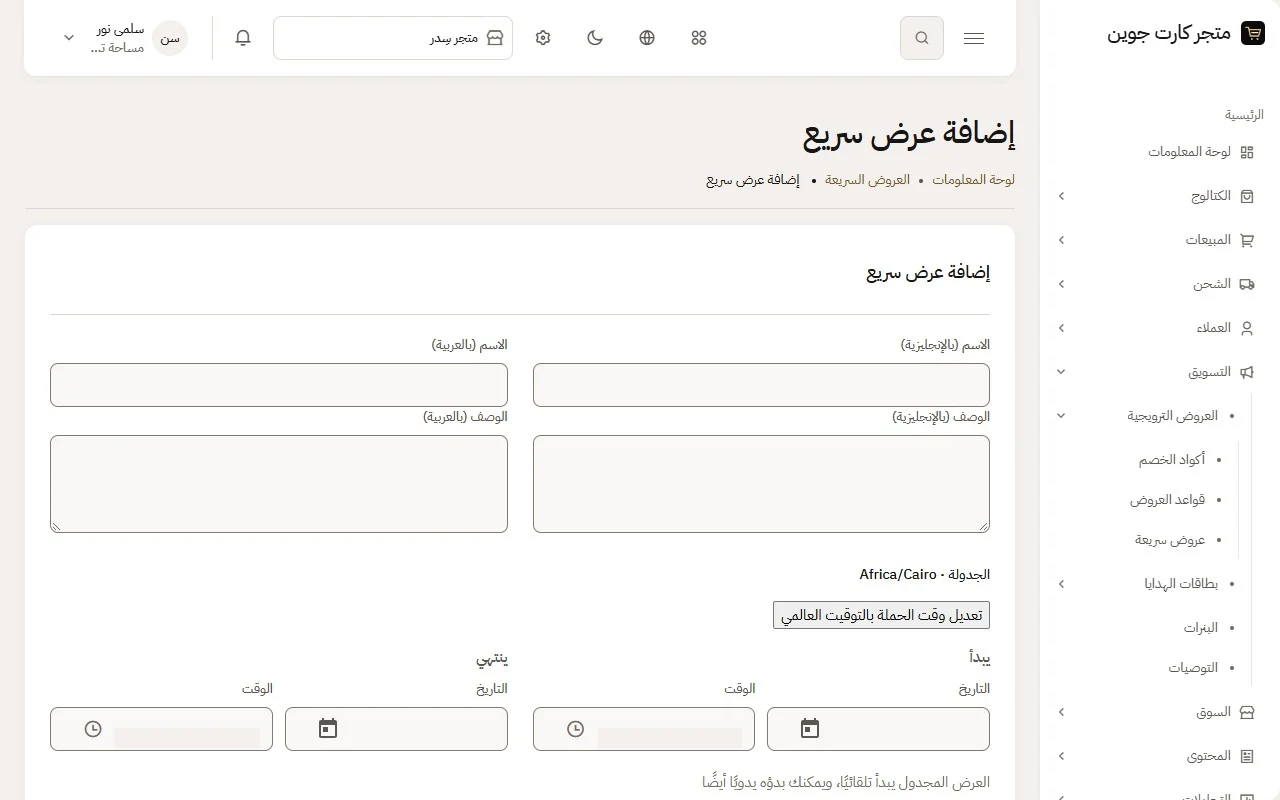 متجر كارت جوين
الرئيسية
لوحة المعلومات
الكتالوج
المبيعات
الشحن
العملاء
التسويق
العروض الترويجية
أكواد الخصم
قواعد العروض
عروض سريعة
بطاقات الهدايا
البنرات
التوصيات
السوق
المحتوى
متجر سِدر
سن
سلمى نور
مساحة تـ...
إضافة عرض سريع
لوحة المعلومات • العروض السريعة • إضافة عرض سريع
إضافة عرض سريع
الاسم (بالإنجليزية) الاسم (بالعربية)
الوصف (بالإنجليزية) الوصف (بالعربية)
الجدولة · Africa/Cairo
تعديل وقت الحملة بالتوقيت العالمي
يبدأ ينتهي
التاريخ الوقت التاريخ الوقت
العرض المجدول يبدأ تلقائيًا، ويمكنك بدؤه يدويًا أيضًا